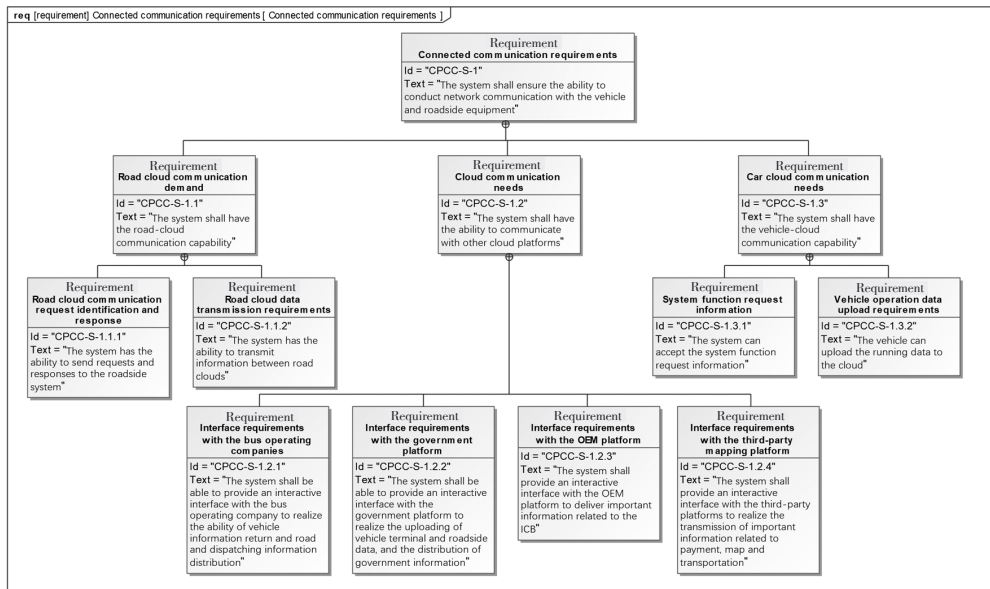 req [requirement] Connected communication requirements [ Connected communication requirements ]
Requirement
Connected communication requirements
Id = "CPCC-S-1"
Text = "The system shall ensure the ability to
conduct network communication with the vehicle
and roadside equipment"
Requirement
Road cloud communication
demand
Id = "CPCC-S-1.1"
Text = "The system shall have
the road-cloud
communication capability"
Requirement
Cloud communication
needs
Id = "CPCC-S-1.2"
Text = "The system shall have
the ability to communicate
with other cloud platforms"
Requirement
Car cloud communication
needs
Id = "CPCC-S-1.3"
Text = "The system shall have
the vehicle-cloud
communication capability"
Requirement
Road cloud communication
request identification and
response
Id = "CPCC-S-1.1.1"
Text = "The system has the
ability to send requests and
responses to the roadside
system"
Requirement
Road cloud data
transmission requirements
Id = "CPCC-S-1.1.2"
Text = "The system has the
ability to transmit
information between road
clouds"
Requirement
System function request
information
Id = "CPCC-S-1.3.1"
Text = "The system can
accept the system function
request information"
Requirement
Vehicle operation data
upload requirements
Id = "CPCC-S-1.3.2"
Text = "The vehicle can
upload the running data to
the cloud"
Requirement
Interface requirements
with the bus operating
companies
Id = "CPCC-S-1.2.1"
Text = "The system shall be
able to provide an interactive
interface with the bus
operating company to realize
the ability of vehicle
information return and road
and dispatching information
distribution"
Requirement
Interface requirements
with the government
platform
Id = "CPCC-S-1.2.2"
Text = "The system shall be
able to provide an interactive
interface with the
government platform to
realize the uploading of
vehicle terminal and roadside
data, and the distribution of
government information"
Requirement
Interface requirements
with the OEM platform
Id = "CPCC-S-1.2.3"
Text = "The system shall
provide an interactive
interface with the OEM
platform to deliver important
information related to the
ICB"
Requirement
Interface requirements
with the third-party
mapping platform
Id = "CPCC-S-1.2.4"
Text = "The system shall
provide an interactive
interface with the third-party
platforms to realize the
transmission of important
information related to
payment, map and
transportation"